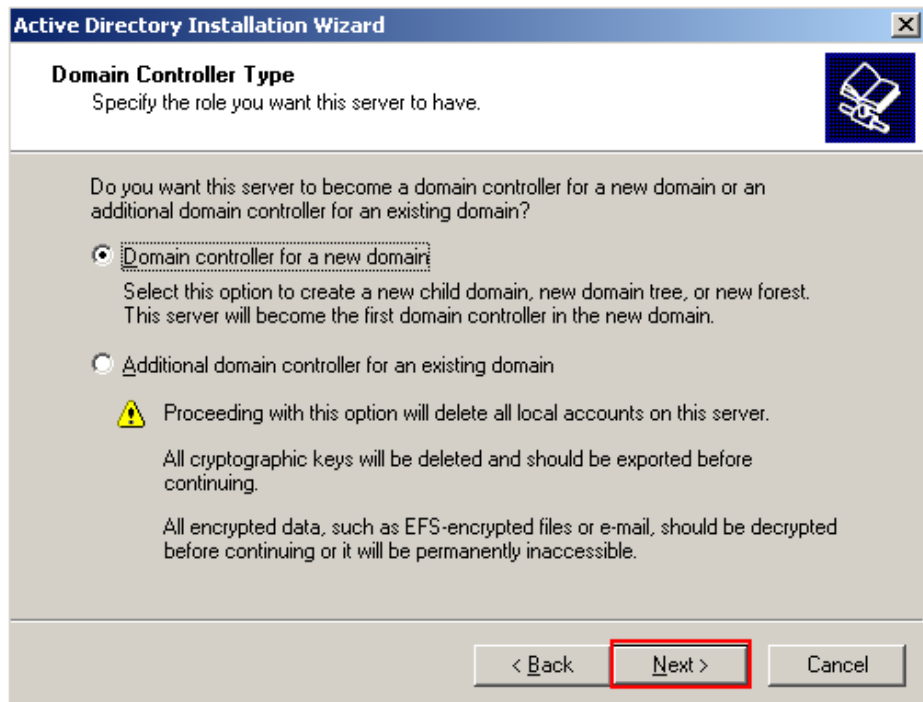 Active Directory Installation Wizard
Domain Controller Type
Specify the role you want this server to have.
Do you want this server to become a domain controller for a new domain or an
additional domain controller for an existing domain?
Domain controller for a new domain
Select this option to create a new child domain, new domain tree, or new forest.
This server will become the first domain controller in the new domain.
Additional domain controller for an existing domain
Proceeding with this option will delete all local accounts on this server.
All cryptographic keys will be deleted and should be exported before
continuing.
All encrypted data, such as EFS-encrypted files or e-mail, should be decrypted
before continuing or it will be permanently inaccessible.
< Back Next > Cancel